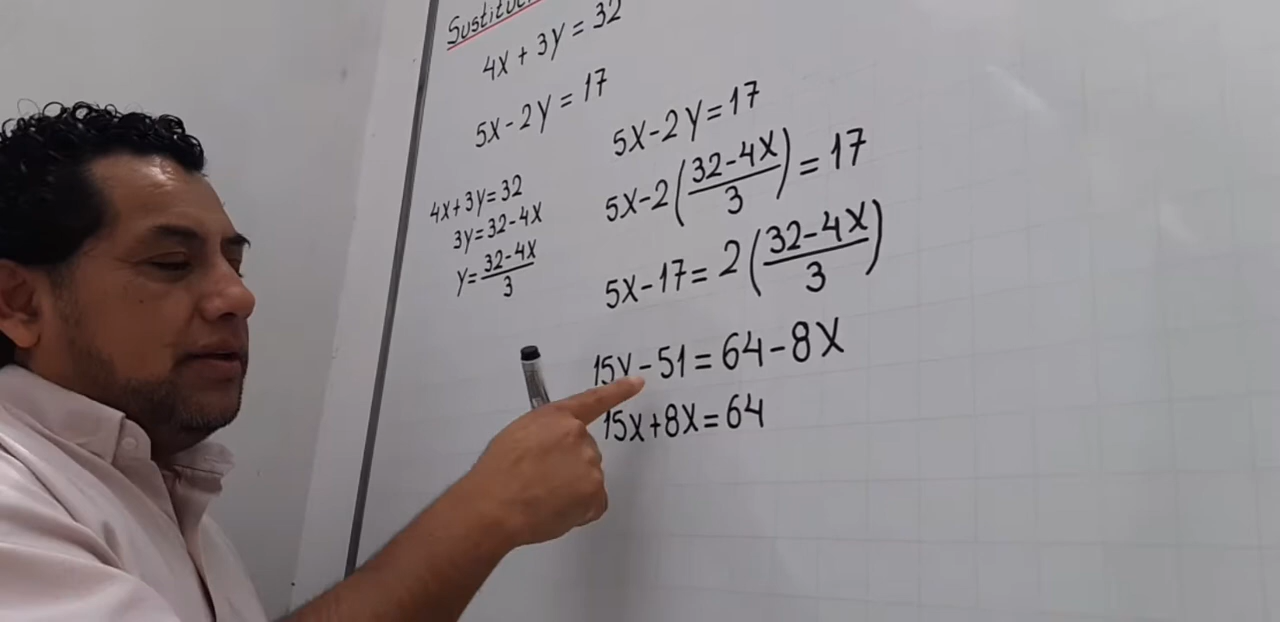 4x + 3y = 32
5x - 2y = 17
4x + 3y = 32
3y = 32 - 4x
y = (32 - 4x)/3
5x - 2y = 17
5x - 2((32 - 4x)/3) = 17
5x - 17 = 2((32 - 4x)/3)
15x - 51 = 64 - 8x
15x + 8x = 64